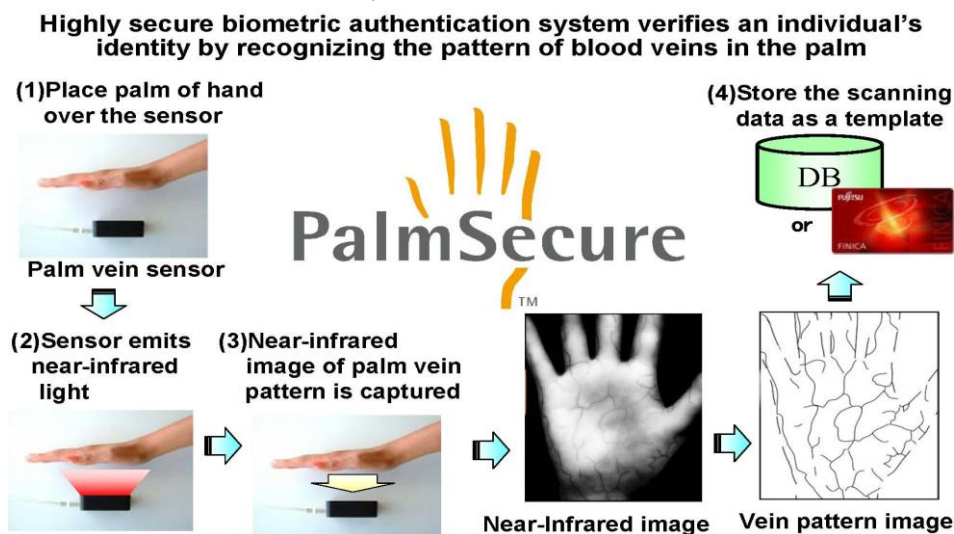 Highly secure biometric authentication system verifies an individual's
identity by recognizing the pattern of blood veins in the palm
(1)Place palm of hand
over the sensor
Palm vein sensor
PalmSecure
TM
(4)Store the scanning
data as a template
DB
or
FUJITSU
FINICA
FINICA
(2)Sensor emits
near-infrared
light
(3)Near-infrared
image of palm vein
pattern is captured
Near-Infrared image
Vein pattern image